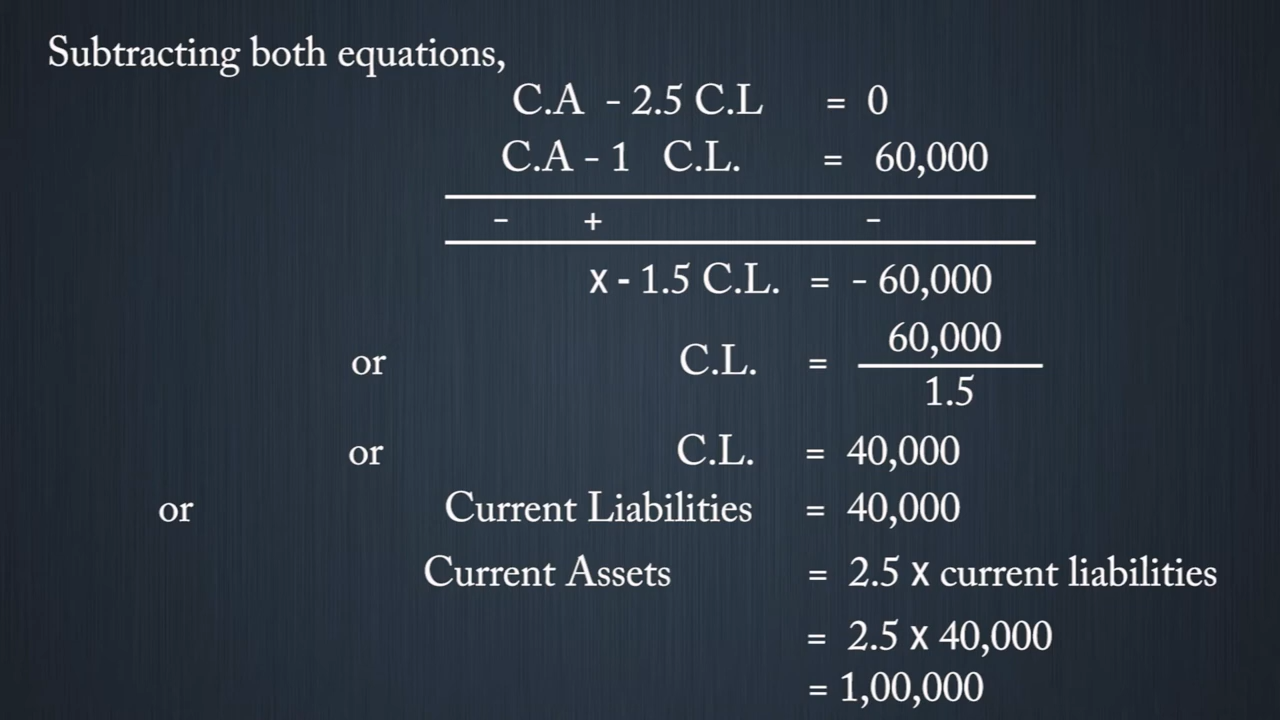 Subtracting both equations,
C.A - 2.5 C.L = 0
C.A - 1 C.L. = 60,000
- + -
x - 1.5 C.L. = - 60,000
60,000
or C.L. =
1.5
or C.L. = 40,000
or Current Liabilities = 40,000
Current Assets = 2.5 x current liabilities
= 2.5 x 40,000
= 1,00,000